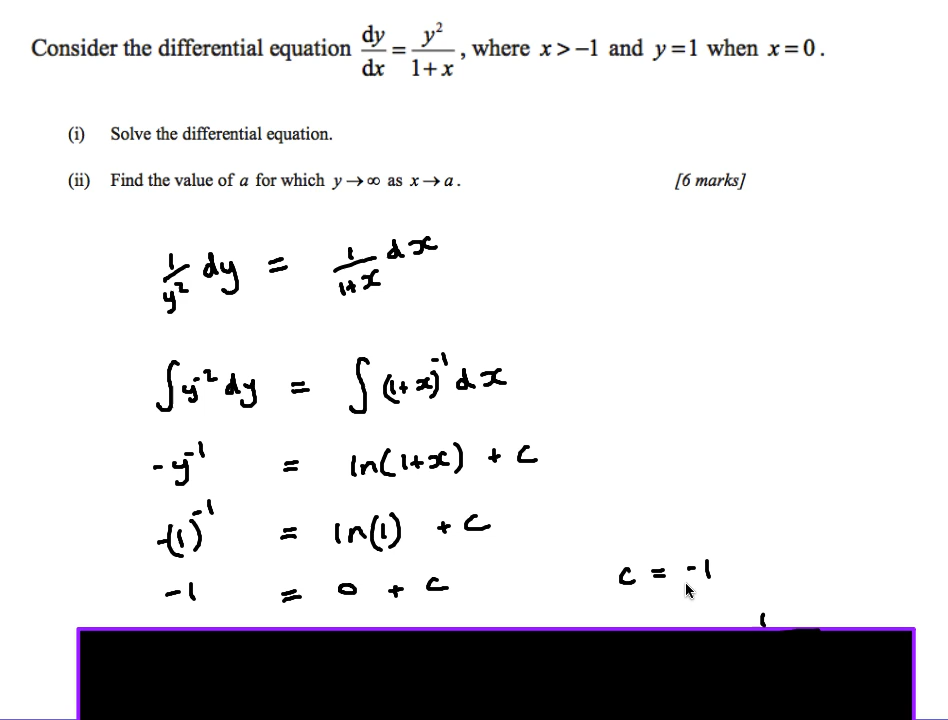 Consider the differential equation dy/dx = y²/(1+x), where x > −1 and y = 1 when x = 0.
(i) Solve the differential equation.
(ii) Find the value of a for which y → ∞ as x → a. [6 marks]
1/y² dy = 1/(1+x) dx
∫ y⁻² dy = ∫ (1+x)⁻¹ dx
-y⁻¹ = ln(1+x) + c
-(1)⁻¹ = ln(1) + c
-1 = 0 + c
c = -1